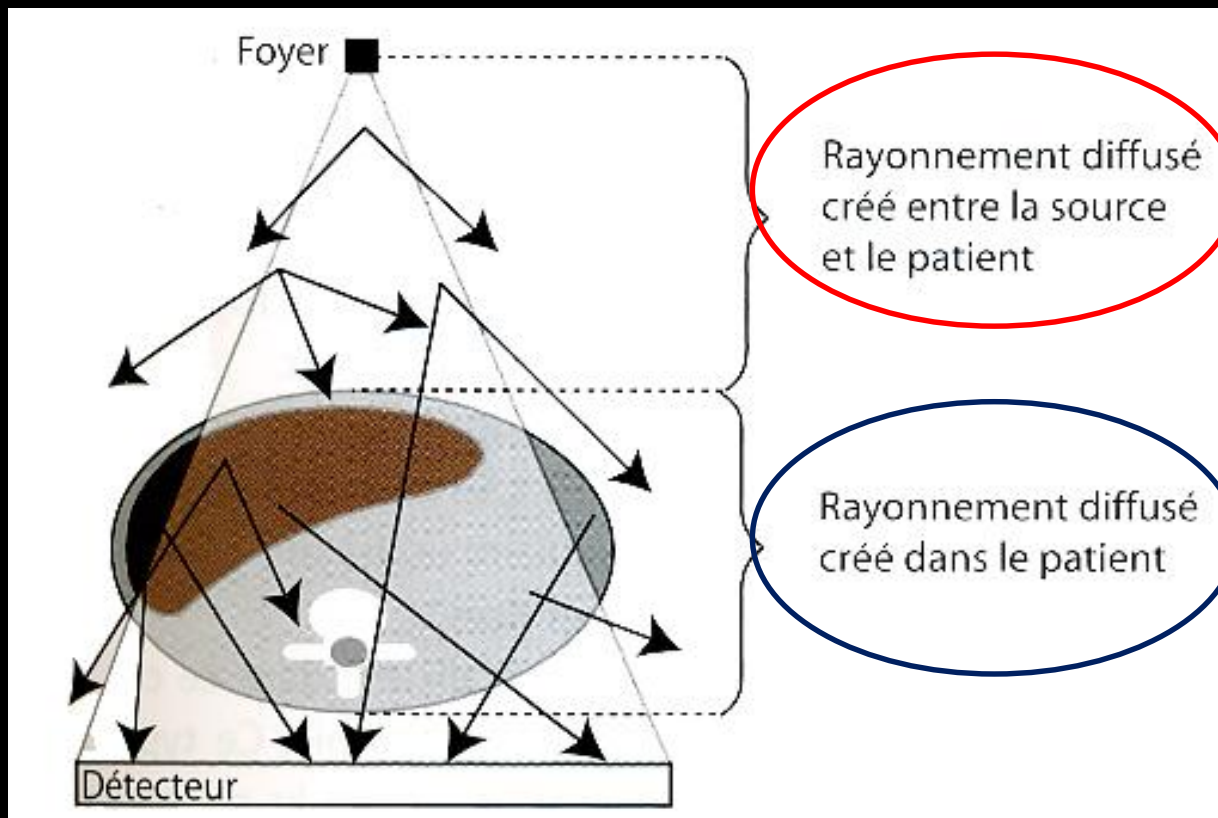 Foyer
Rayonnement diffusé
créé entre la source
et le patient
Rayonnement diffusé
créé dans le patient
Détecteur